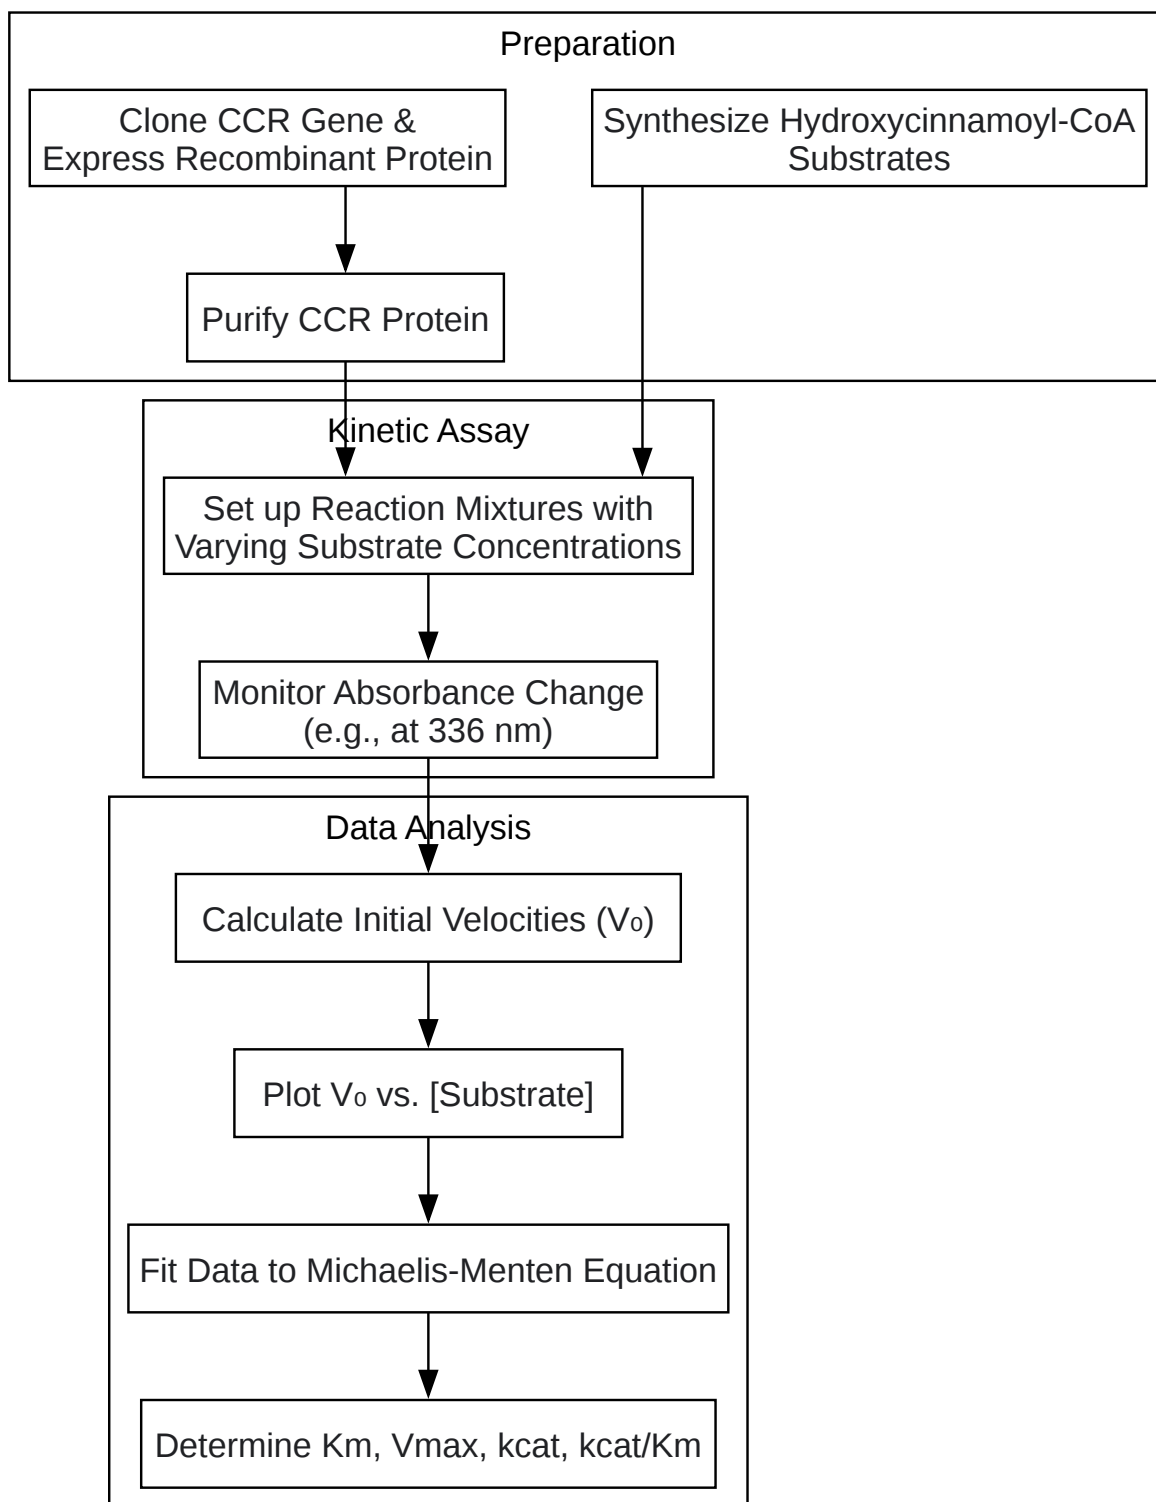 Preparation
Clone CCR Gene &
Express Recombinant Protein
Synthesize Hydroxycinnamoyl-CoA
Substrates
Purify CCR Protein
Kinetic Assay
Set up Reaction Mixtures with
Varying Substrate Concentrations
Monitor Absorbance Change
(e.g., at 336 nm)
Data Analysis
Calculate Initial Velocities (V₀)
Plot V₀ vs. [Substrate]
Fit Data to Michaelis-Menten Equation
Determine Km, Vmax, kcat, kcat/Km